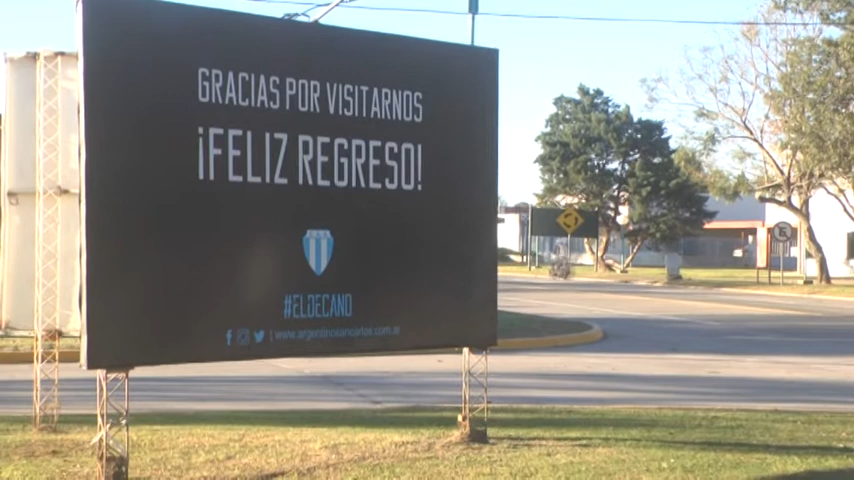 GRACIAS POR VISITARNOS
¡FELIZ REGRESO!
#ELDECANO
www.argentinosancarlos.com.ar